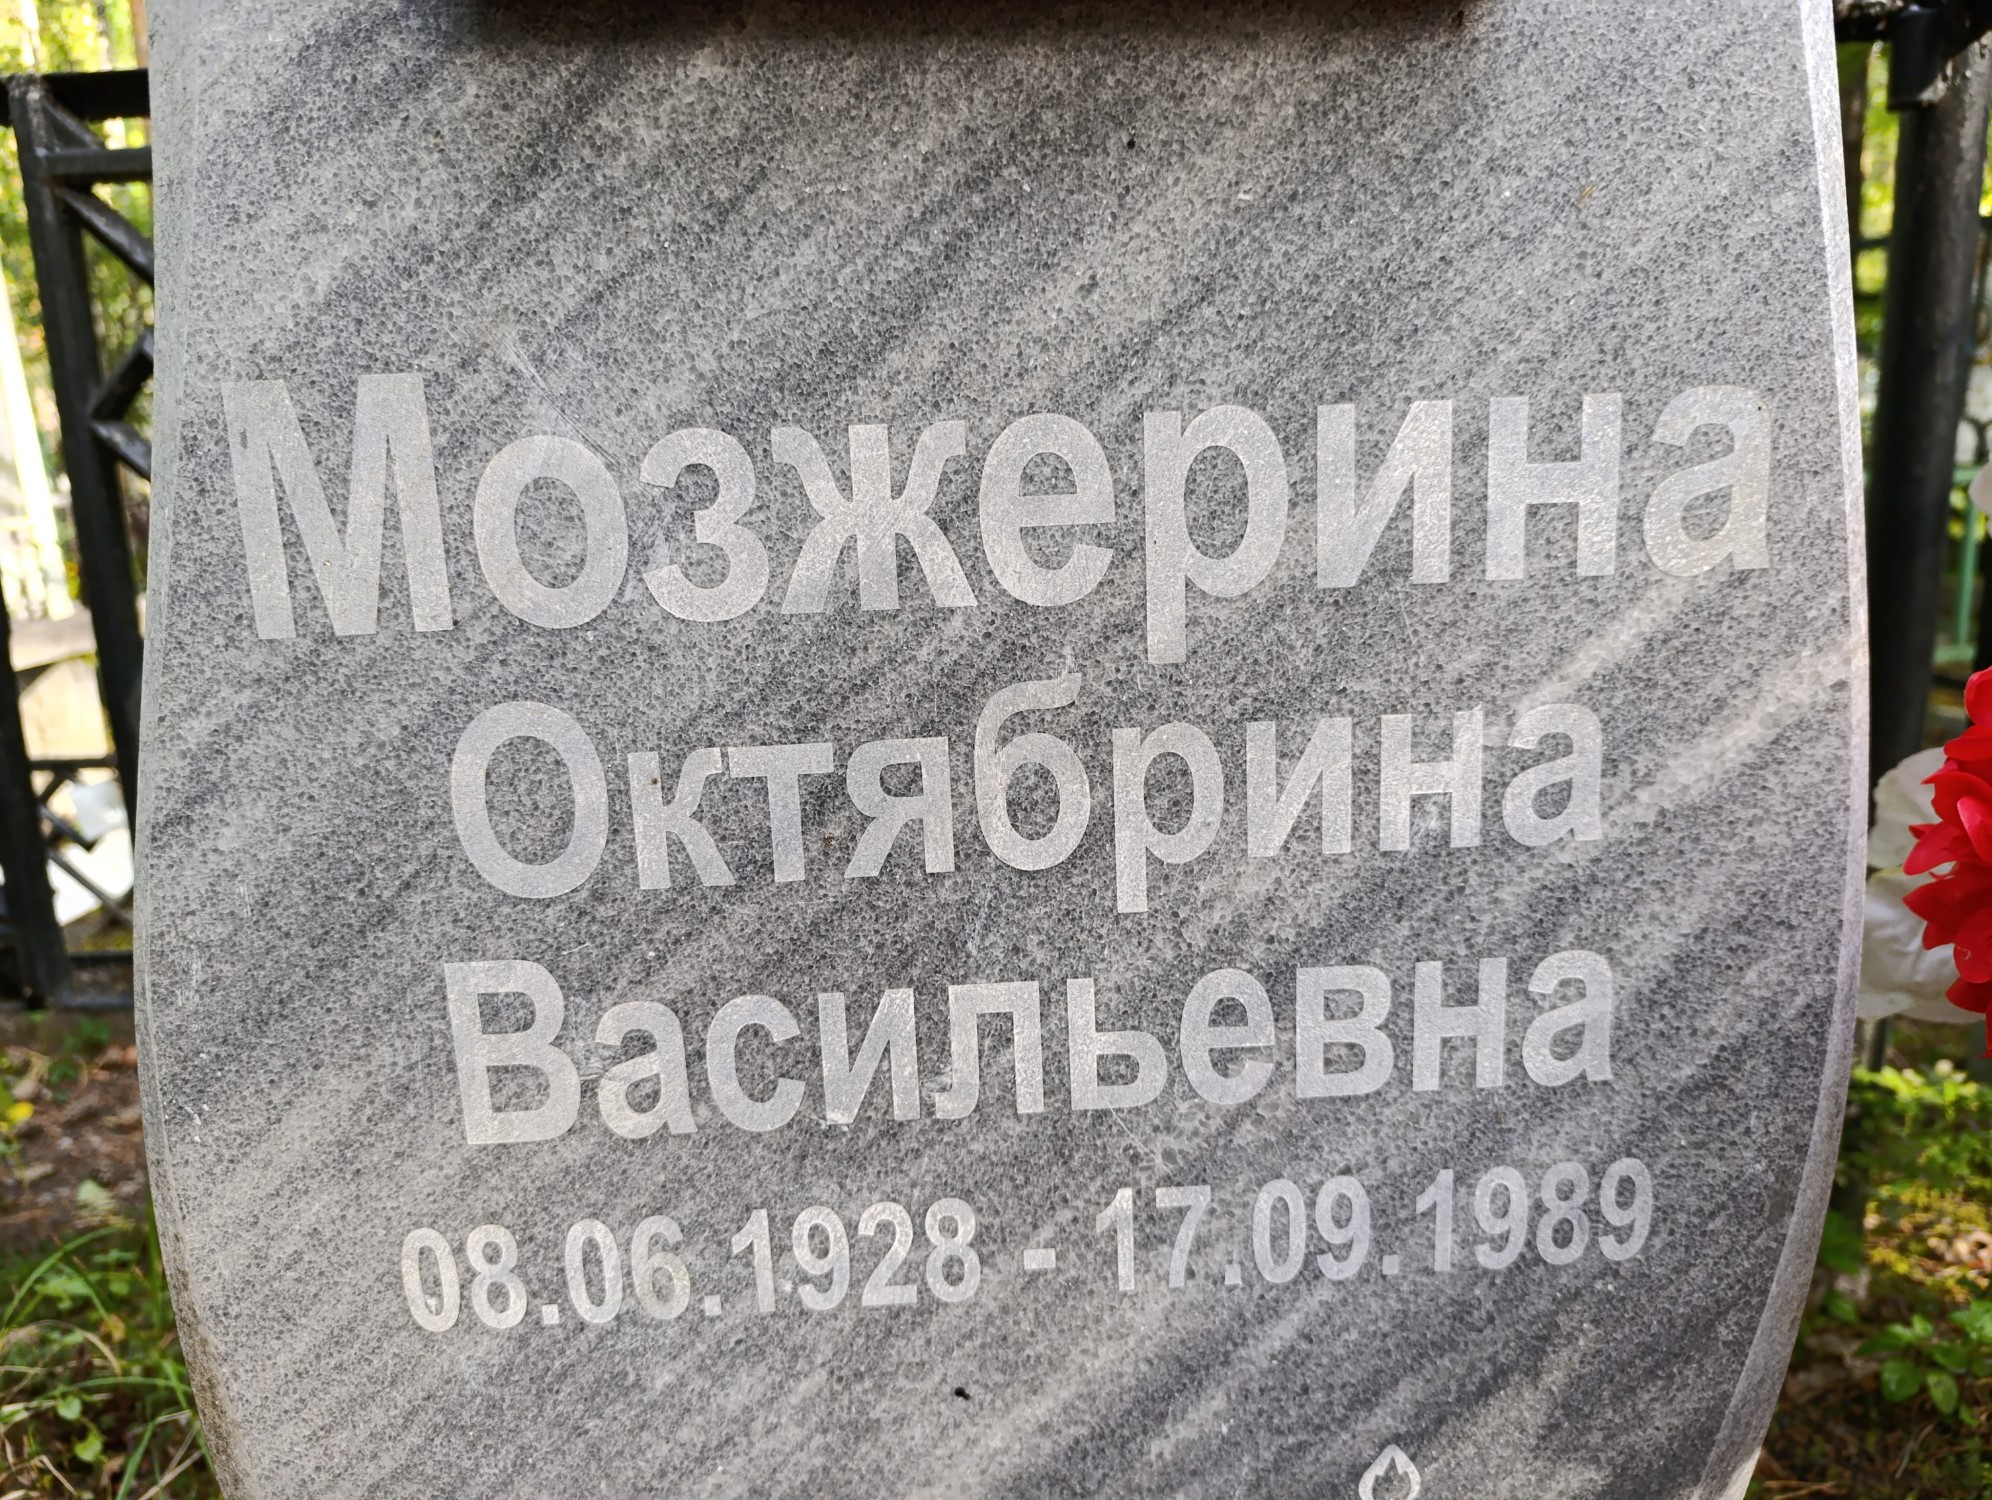 Мозжерина
Октябрина
Васильевна
08.06.1928 - 17.09.1989